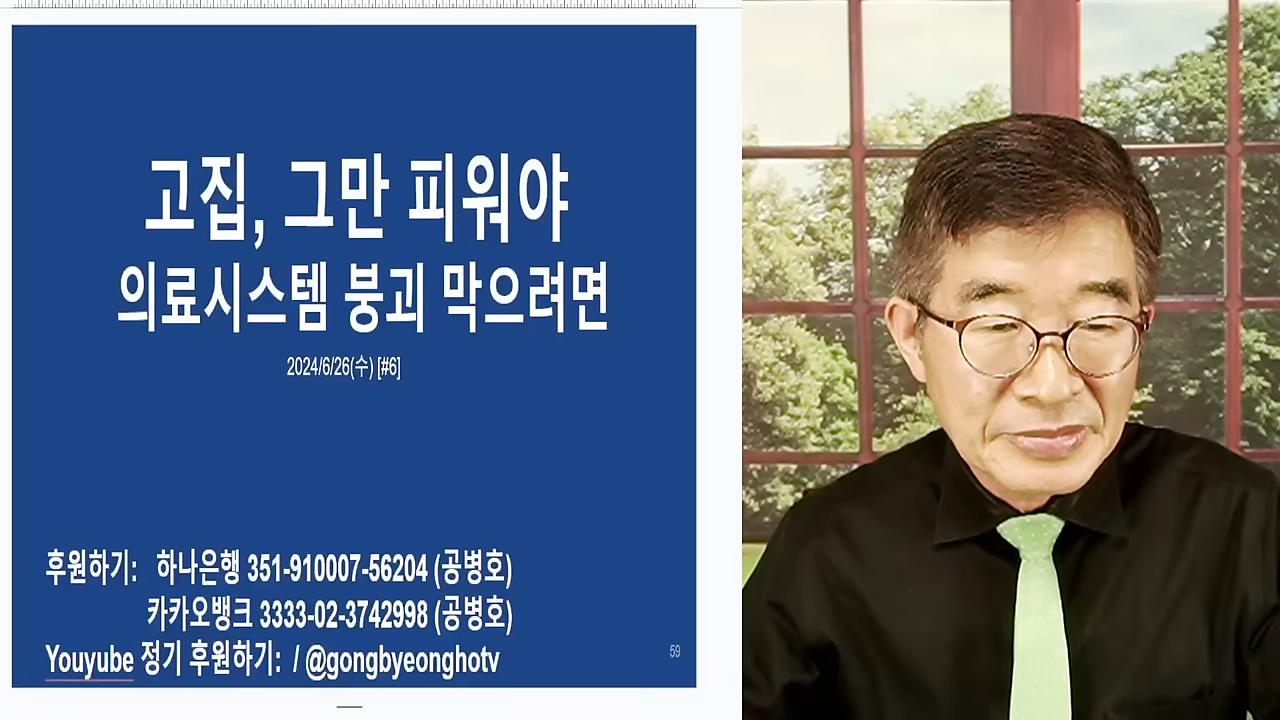 고집, 그만 피워야
의료시스템 붕괴 막으려면
2024/6/26(수) [#6]
후원하기: 하나은행 351-910007-56204 (공병호)
카카오뱅크 3333-02-3742998 (공병호)
Youyube 정기 후원하기: / @gongbyeonghotv
59